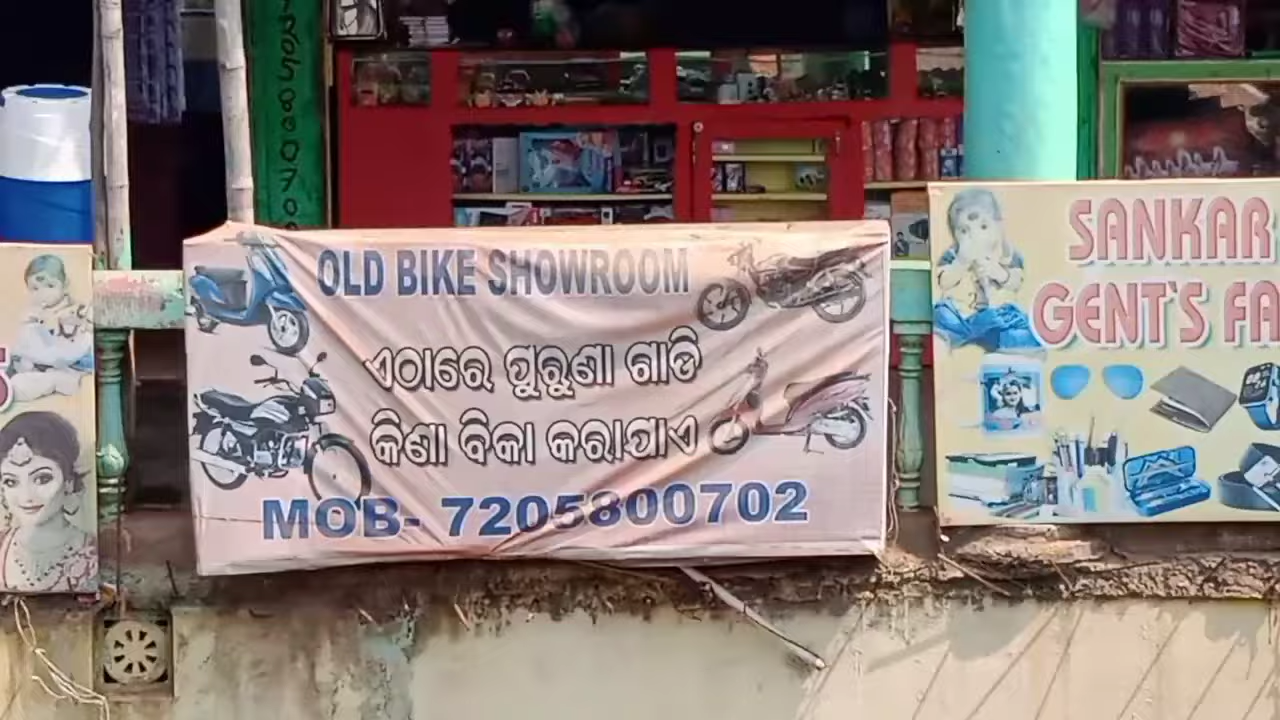 OLD BIKE SHOWROOM
ଏଠାରେ ପୁରୁଣା ଗାଡି
କିଣା ବିକା କରାଯାଏ
MOB- 7205800702
SANKAR
GENT'S FA